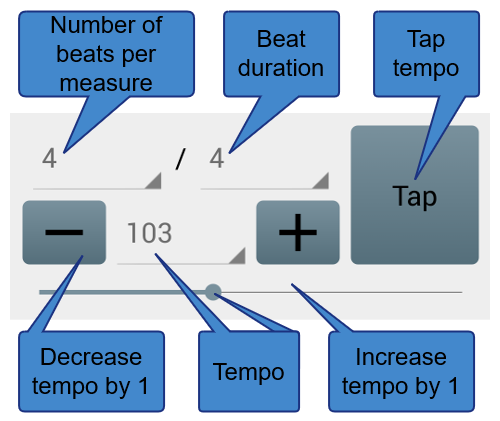 Number of
beats per
measure
Beat
duration
Tap
tempo
4 / 4
Tap
− 103 +
Decrease
tempo by 1
Tempo
Increase
tempo by 1